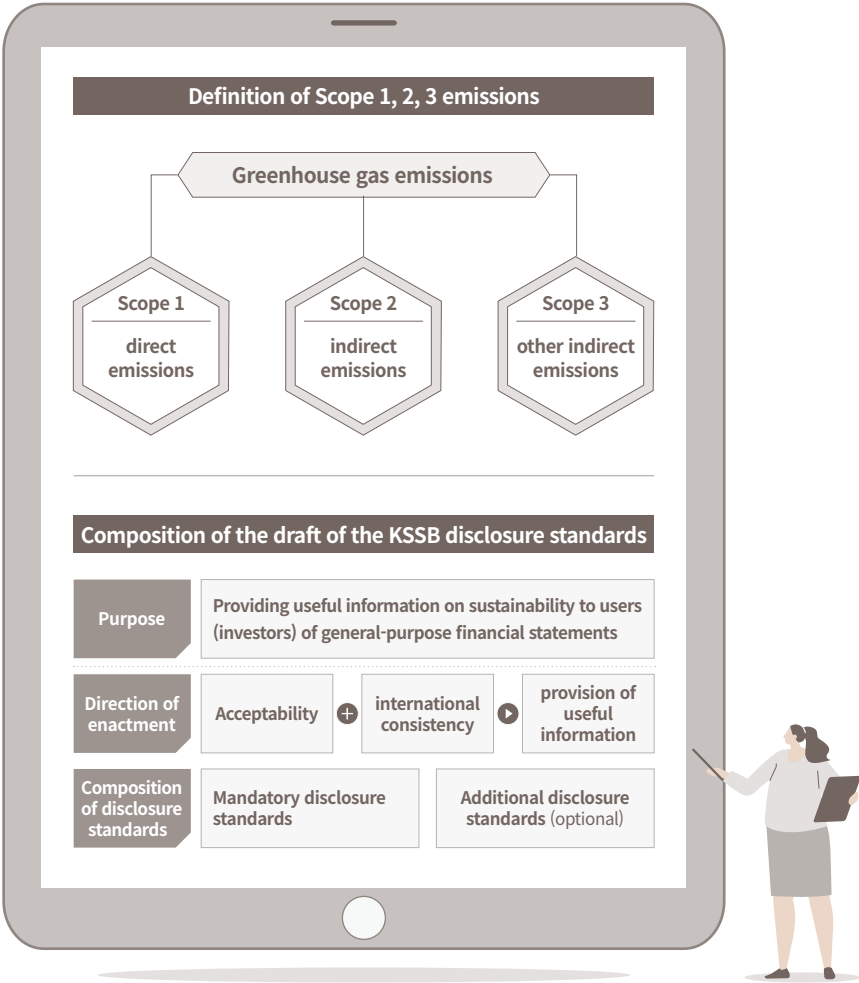 Definition of Scope 1, 2, 3 emissions
Greenhouse gas emissions
Scope 1
direct
emissions
Scope 2
indirect
emissions
Scope 3
other indirect
emissions
Composition of the draft of the KSSB disclosure standards
Purpose
Providing useful information on sustainability to users
(investors) of general-purpose financial statements
Direction of
enactment
Acceptability
international
consistency
provision of
useful
information
Composition
of disclosure
standards
Mandatory disclosure
standards
Additional disclosure
standards (optional)